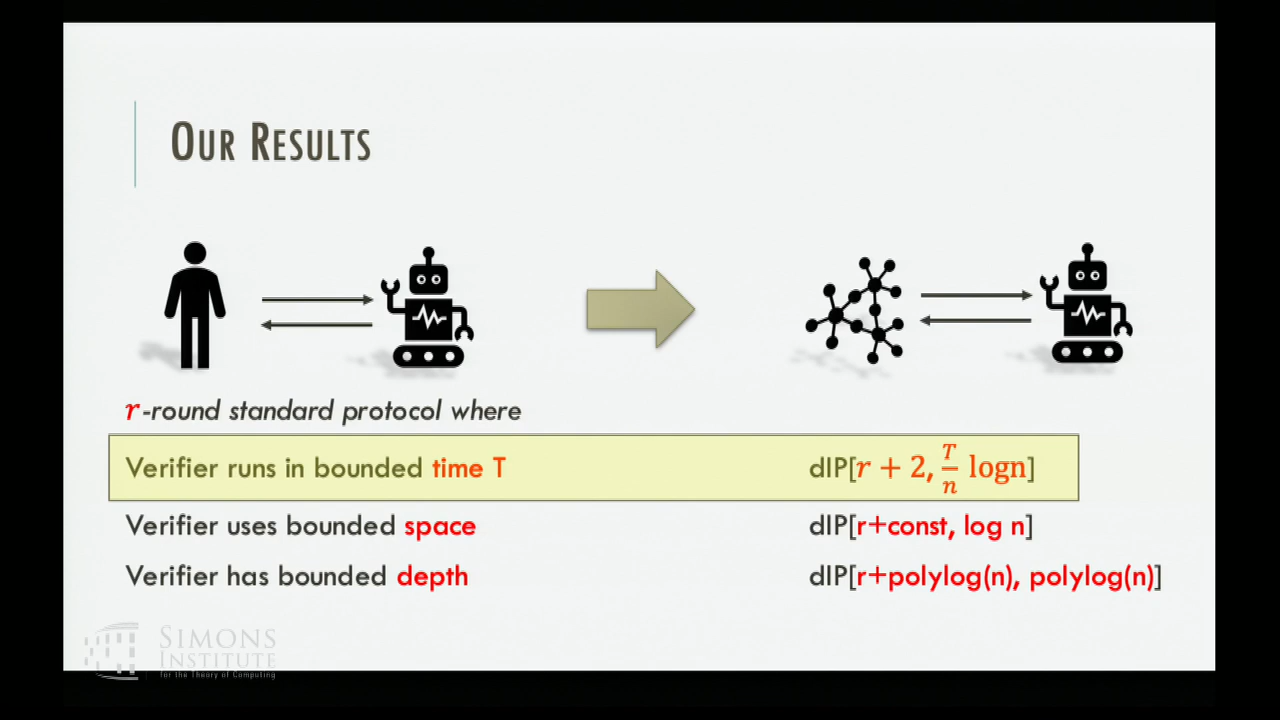 OUR RESULTS
r-round standard protocol where
Verifier runs in bounded time T
dIP[r + 2, T/n logn]
Verifier uses bounded space
dIP[r+const, log n]
Verifier has bounded depth
dIP[r+polylog(n), polylog(n)]
SIMONS
INSTITUTE
for the Theory of Computing